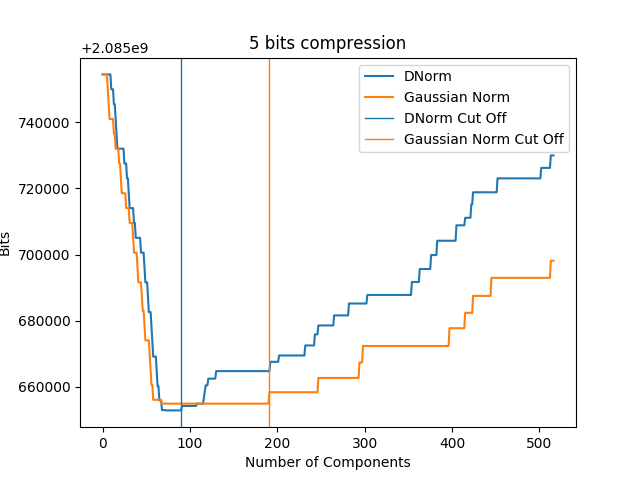 5 bits compression
+2.085e9
DNorm
Gaussian Norm
DNorm Cut Off
Gaussian Norm Cut Off
740000
720000
700000
680000
660000
Bits
0 100 200 300 400 500
Number of Components